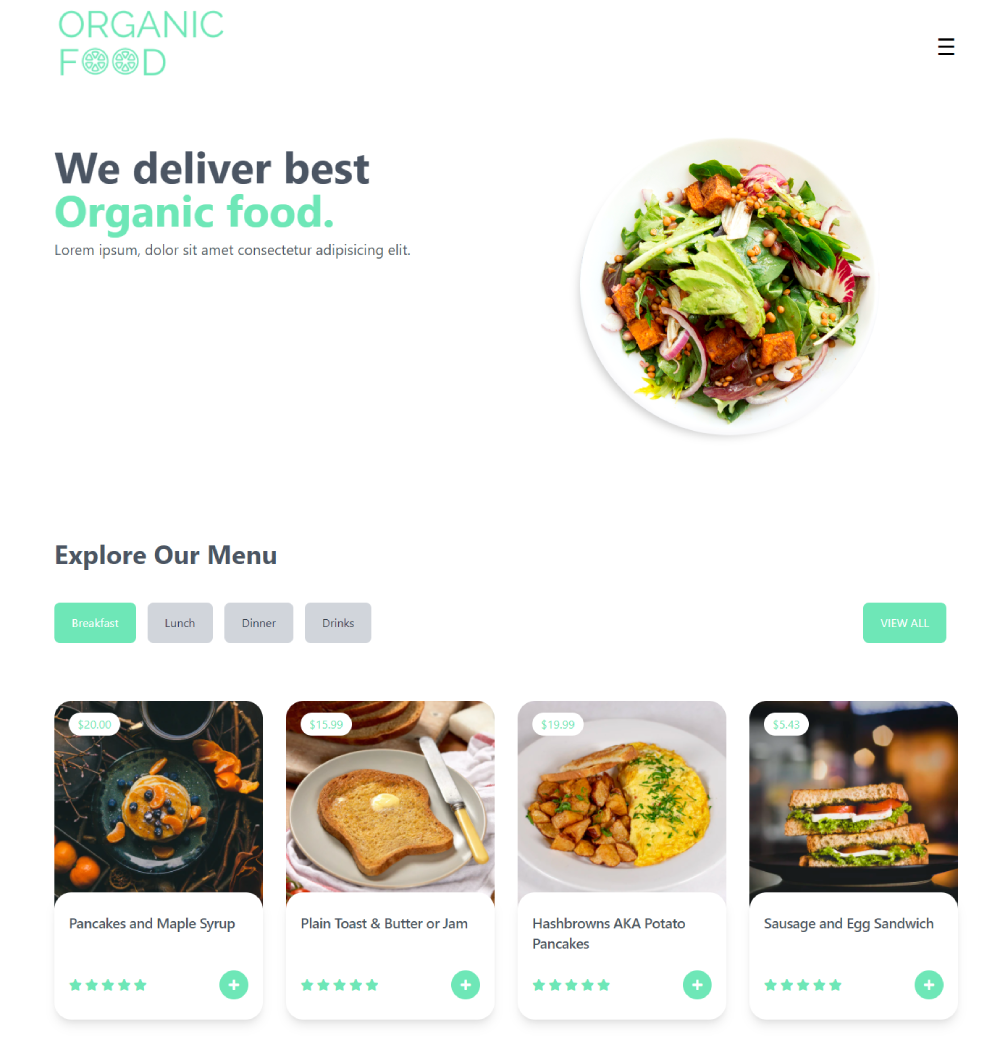 ORGANIC
FOOD
We deliver best
Organic food.
Lorem ipsum, dolor sit amet consectetur adipisicing elit.
Explore Our Menu
Breakfast
Lunch
Dinner
Drinks
VIEW ALL
$20.00
$15.99
$19.99
$5.43
Pancakes and Maple Syrup
Plain Toast & Butter or Jam
Hashbrowns AKA Potato
Pancakes
Sausage and Egg Sandwich